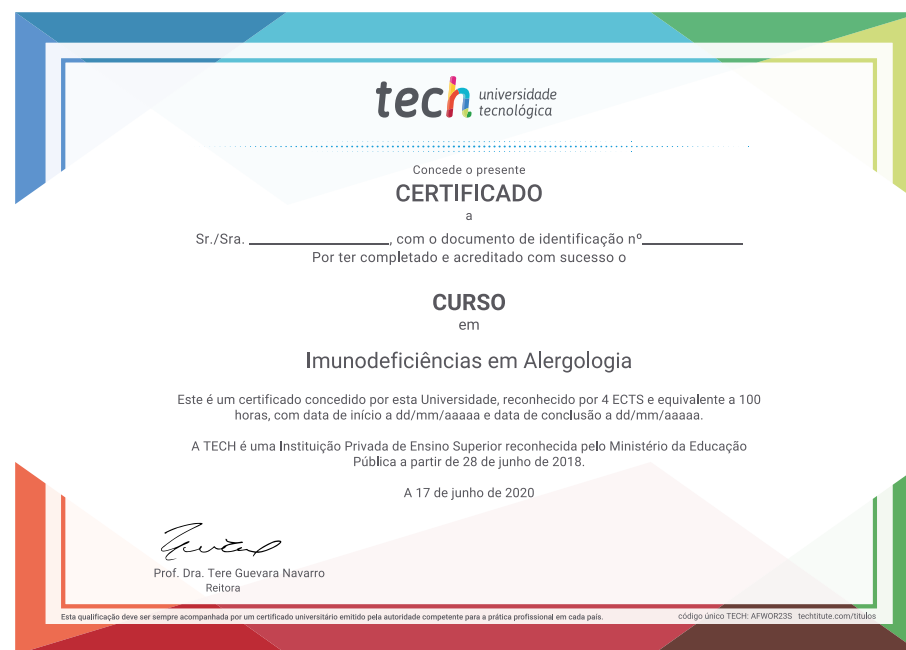 tech universidade
tecnológica
Concede o presente
CERTIFICADO
a
Sr./Sra. ______________, com o documento de identificação nº__________
Por ter completado e acreditado com sucesso o
CURSO
em
Imunodeficiências em Alergologia
Este é um certificado concedido por esta Universidade, reconhecido por 4 ECTS e equivalente a 100
horas, com data de início a dd/mm/aaaaa e data de conclusão a dd/mm/aaaaa.
A TECH é uma Instituição Privada de Ensino Superior reconhecida pelo Ministério da Educação
Pública a partir de 28 de junho de 2018.
A 17 de junho de 2020
Prof. Dra. Tere Guevara Navarro
Reitora
Esta qualificação deve ser sempre acompanhada por um certificado universitário emitido pela autoridade competente para a prática profissional em cada país. código único TECH: AFWOR23S techtitute.com/titulos